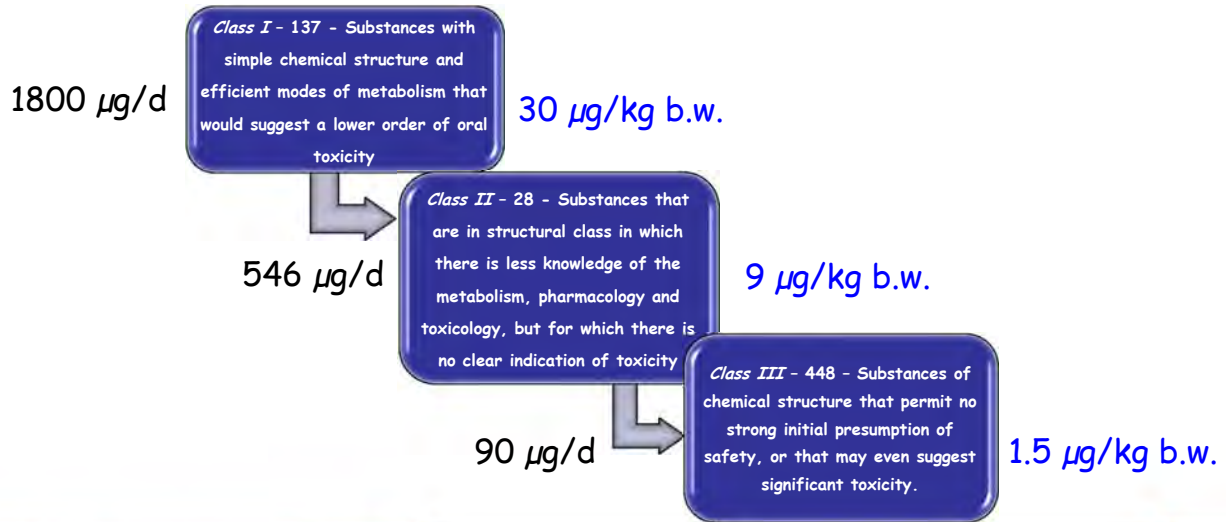 Class I – 137 - Substances with
simple chemical structure and
efficient modes of metabolism that
would suggest a lower order of oral
toxicity
1800 µg/d
30 µg/kg b.w.
Class II – 28 - Substances that
are in structural class in which
there is less knowledge of the
metabolism, pharmacology and
toxicology, but for which there is
no clear indication of toxicity
546 µg/d
9 µg/kg b.w.
Class III – 448 – Substances of
chemical structure that permit no
strong initial presumption of
safety, or that may even suggest
significant toxicity.
90 µg/d
1.5 µg/kg b.w.